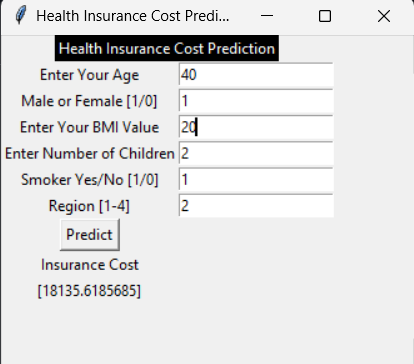 Health Insurance Cost Predi...
Health Insurance Cost Prediction
Enter Your Age 40
Male or Female [1/0] 1
Enter Your BMI Value 20
Enter Number of Children 2
Smoker Yes/No [1/0] 1
Region [1-4] 2
Predict
Insurance Cost
[18135.6185685]